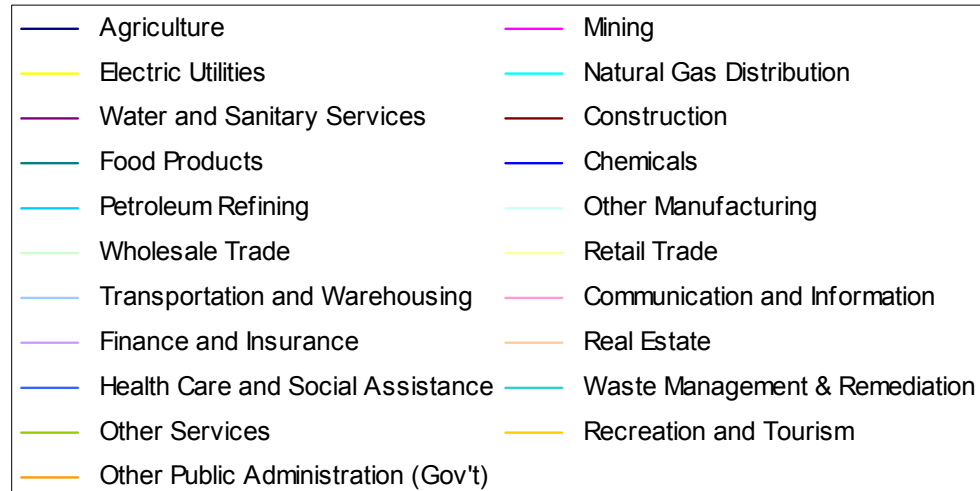 Agriculture
Mining
Electric Utilities
Natural Gas Distribution
Water and Sanitary Services
Construction
Food Products
Chemicals
Petroleum Refining
Other Manufacturing
Wholesale Trade
Retail Trade
Transportation and Warehousing
Communication and Information
Finance and Insurance
Real Estate
Health Care and Social Assistance
Waste Management & Remediation
Other Services
Recreation and Tourism
Other Public Administration (Gov't)